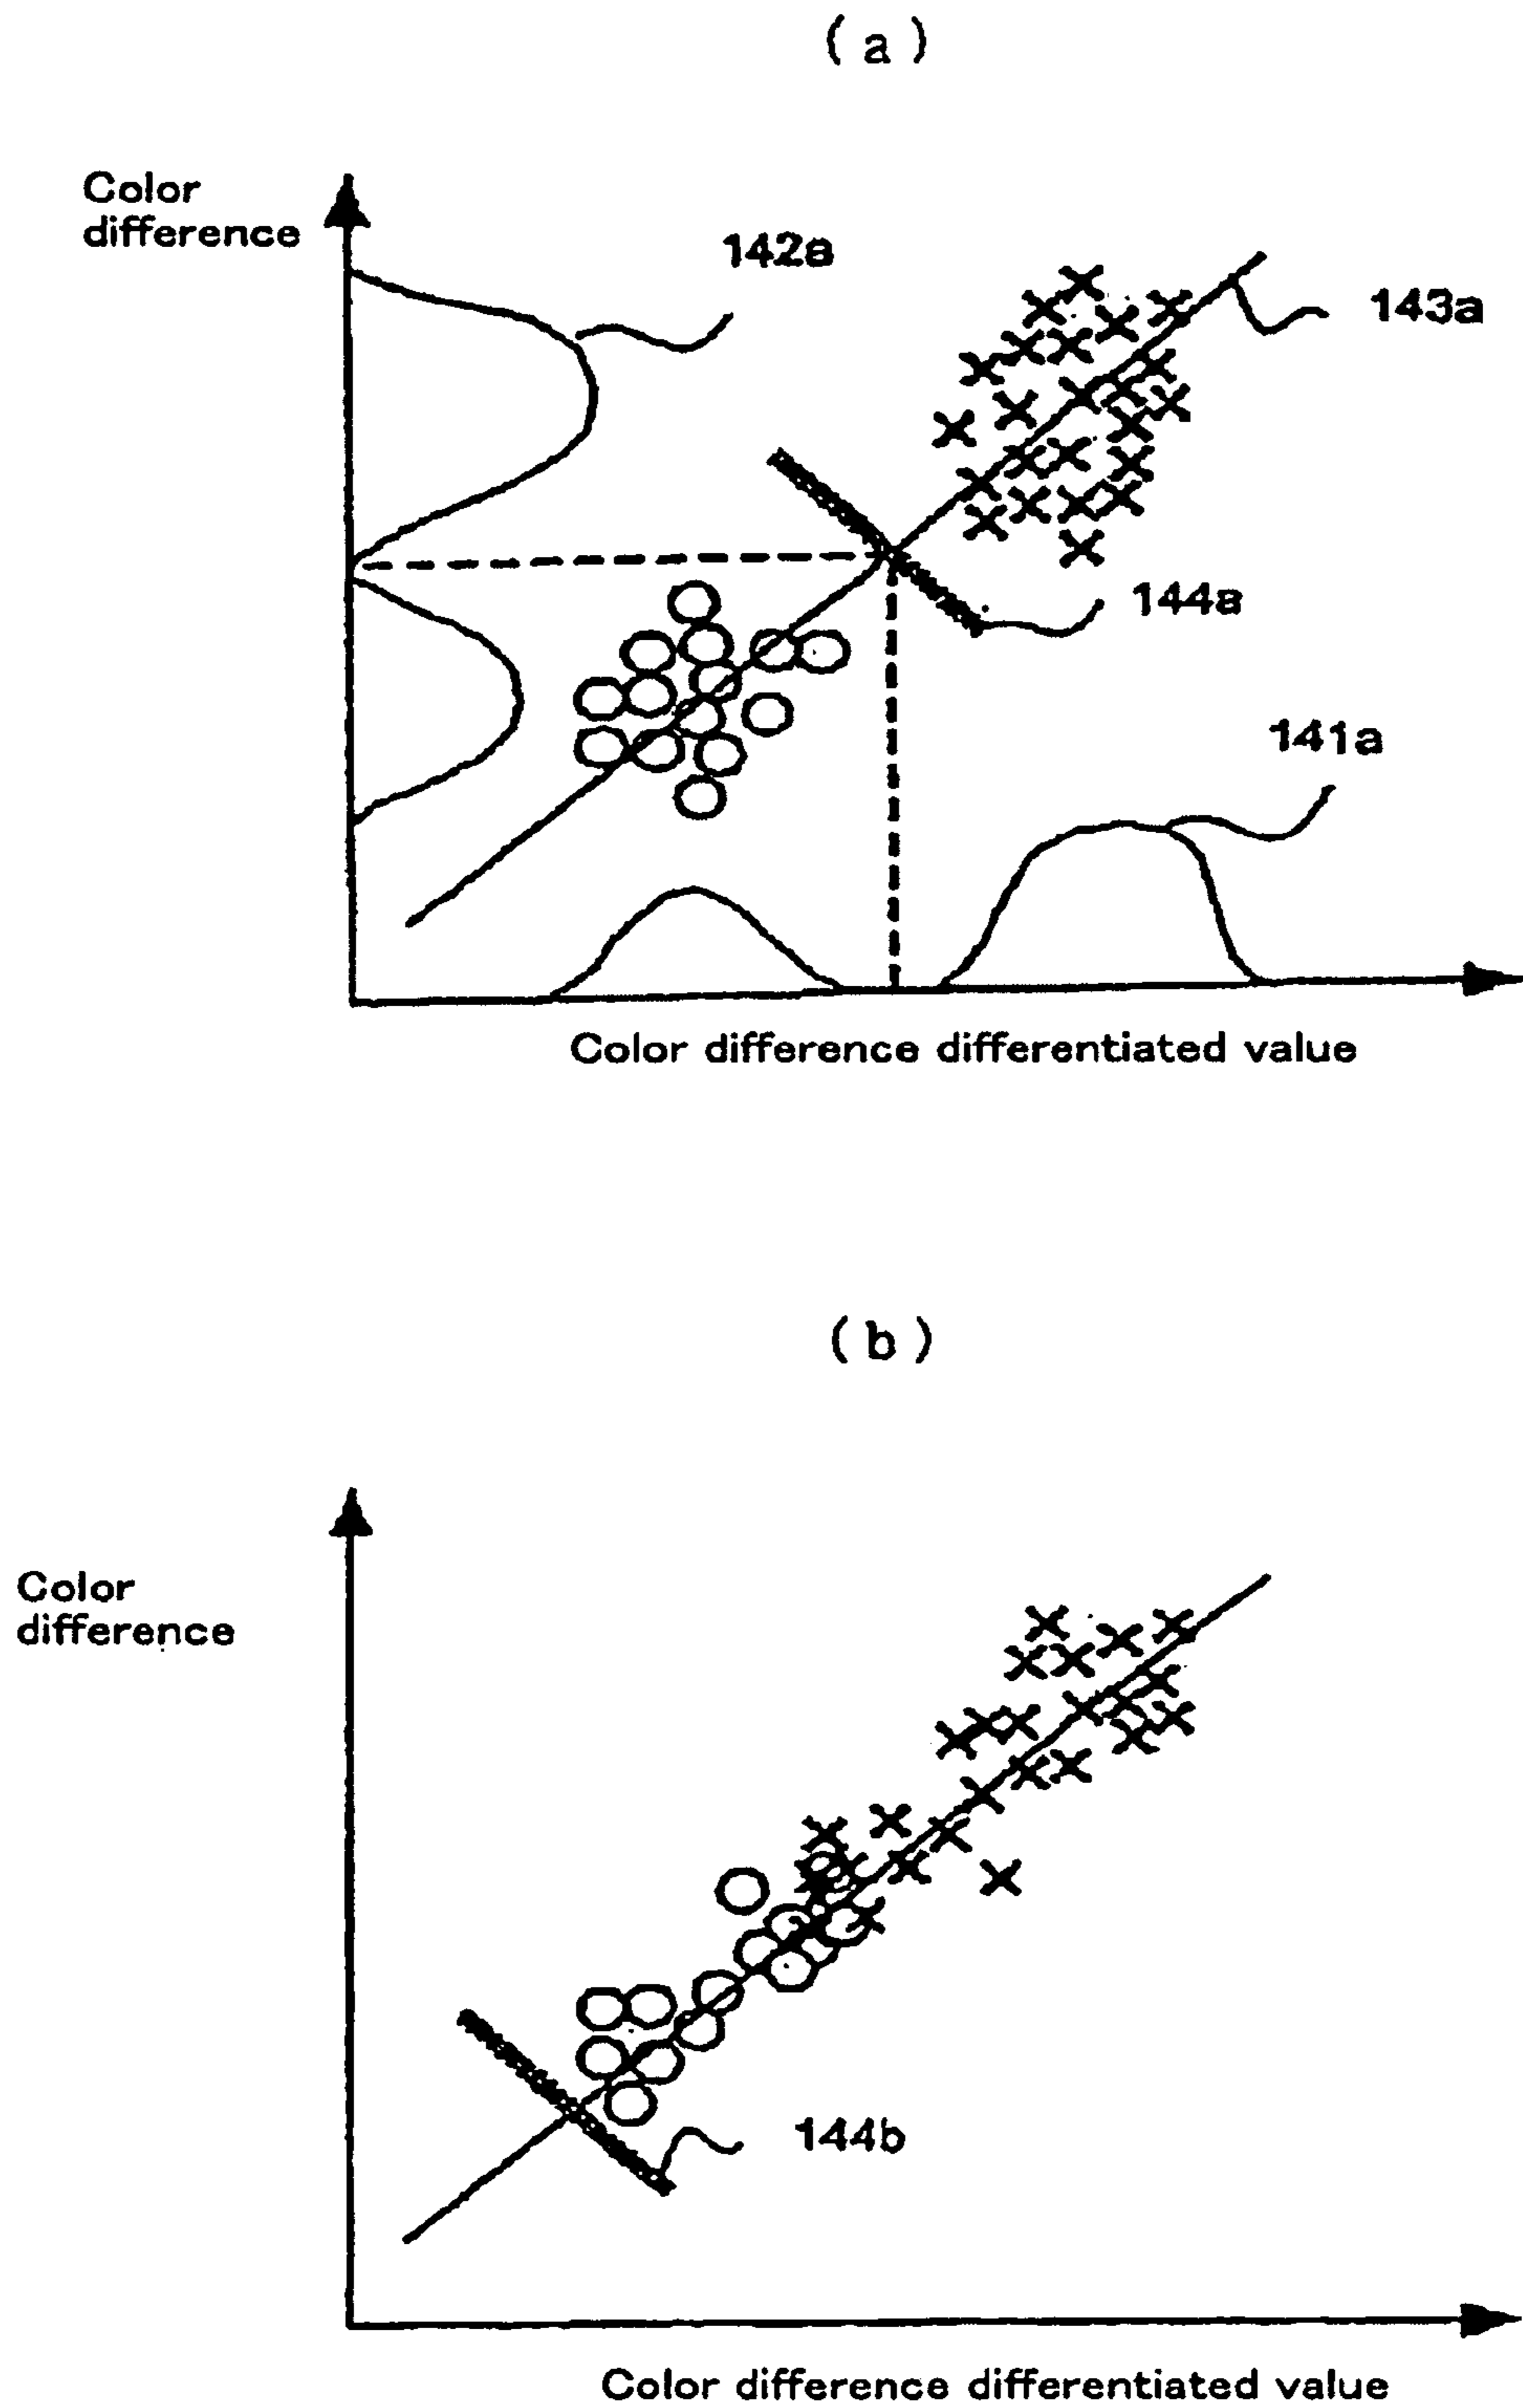 (a)
Color
difference
142a
143a
144a
141a
Color difference differentiated value
(b)
Color
difference
144b
Color difference differentiated value